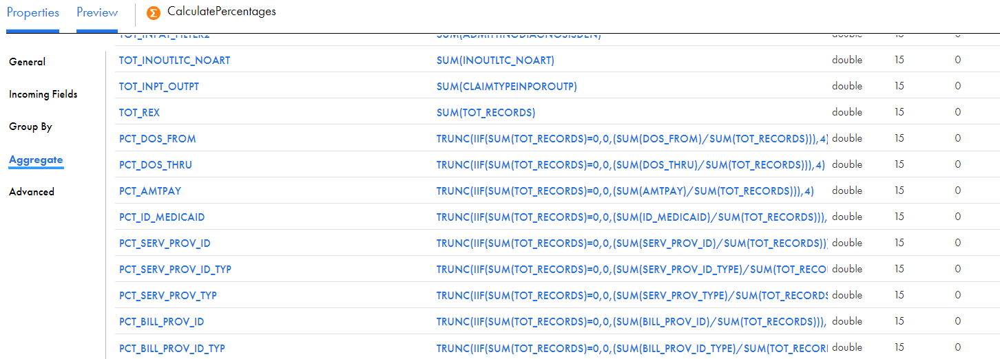 Properties Preview CalculatePercentages
TOT_INPAT_FILTER2 SUM(ADMITTINGDIAGNOSISDEN) double 15 0
General TOT_INOUTLTC_NOART SUM(INOUTLTC_NOART) double 15 0
Incoming Fields TOT_INPT_OUTPT SUM(CLAIMTYPEINPOROUTP) double 15 0
TOT_REX SUM(TOT_RECORDS) double 15 0
Group By PCT_DOS_FROM TRUNC(IIF(SUM(TOT_RECORDS)=0,0,(SUM(DOS_FROM)/SUM(TOT_RECORDS))),4) double 15 0
Aggregate PCT_DOS_THRU TRUNC(IIF(SUM(TOT_RECORDS)=0,0,(SUM(DOS_THRU)/SUM(TOT_RECORDS))),4) double 15 0
Advanced PCT_AMTPAY TRUNC(IIF(SUM(TOT_RECORDS)=0,0,(SUM(AMTPAY)/SUM(TOT_RECORDS))),4) double 15 0
PCT_ID_MEDICAID TRUNC(IIF(SUM(TOT_RECORDS)=0,0,(SUM(ID_MEDICAID)/SUM(TOT_RECORDS))), double 15 0
PCT_SERV_PROV_ID TRUNC(IIF(SUM(TOT_RECORDS)=0,0,(SUM(SERV_PROV_ID)/SUM(TOT_RECORDS))) double 15 0
PCT_SERV_PROV_ID_TYP TRUNC(IIF(SUM(TOT_RECORDS)=0,0,(SUM(SERV_PROV_ID_TYPE)/SUM(TOT_RECO double 15 0
PCT_SERV_PROV_TYP TRUNC(IIF(SUM(TOT_RECORDS)=0,0,(SUM(SERV_PROV_TYPE)/SUM(TOT_RECORDS double 15 0
PCT_BILL_PROV_ID TRUNC(IIF(SUM(TOT_RECORDS)=0,0,(SUM(BILL_PROV_ID)/SUM(TOT_RECORDS))), double 15 0
PCT_BILL_PROV_ID_TYP TRUNC(IIF(SUM(TOT_RECORDS)=0,0,(SUM(BILL_PROV_ID_TYPE)/SUM(TOT_RECOR double 15 0